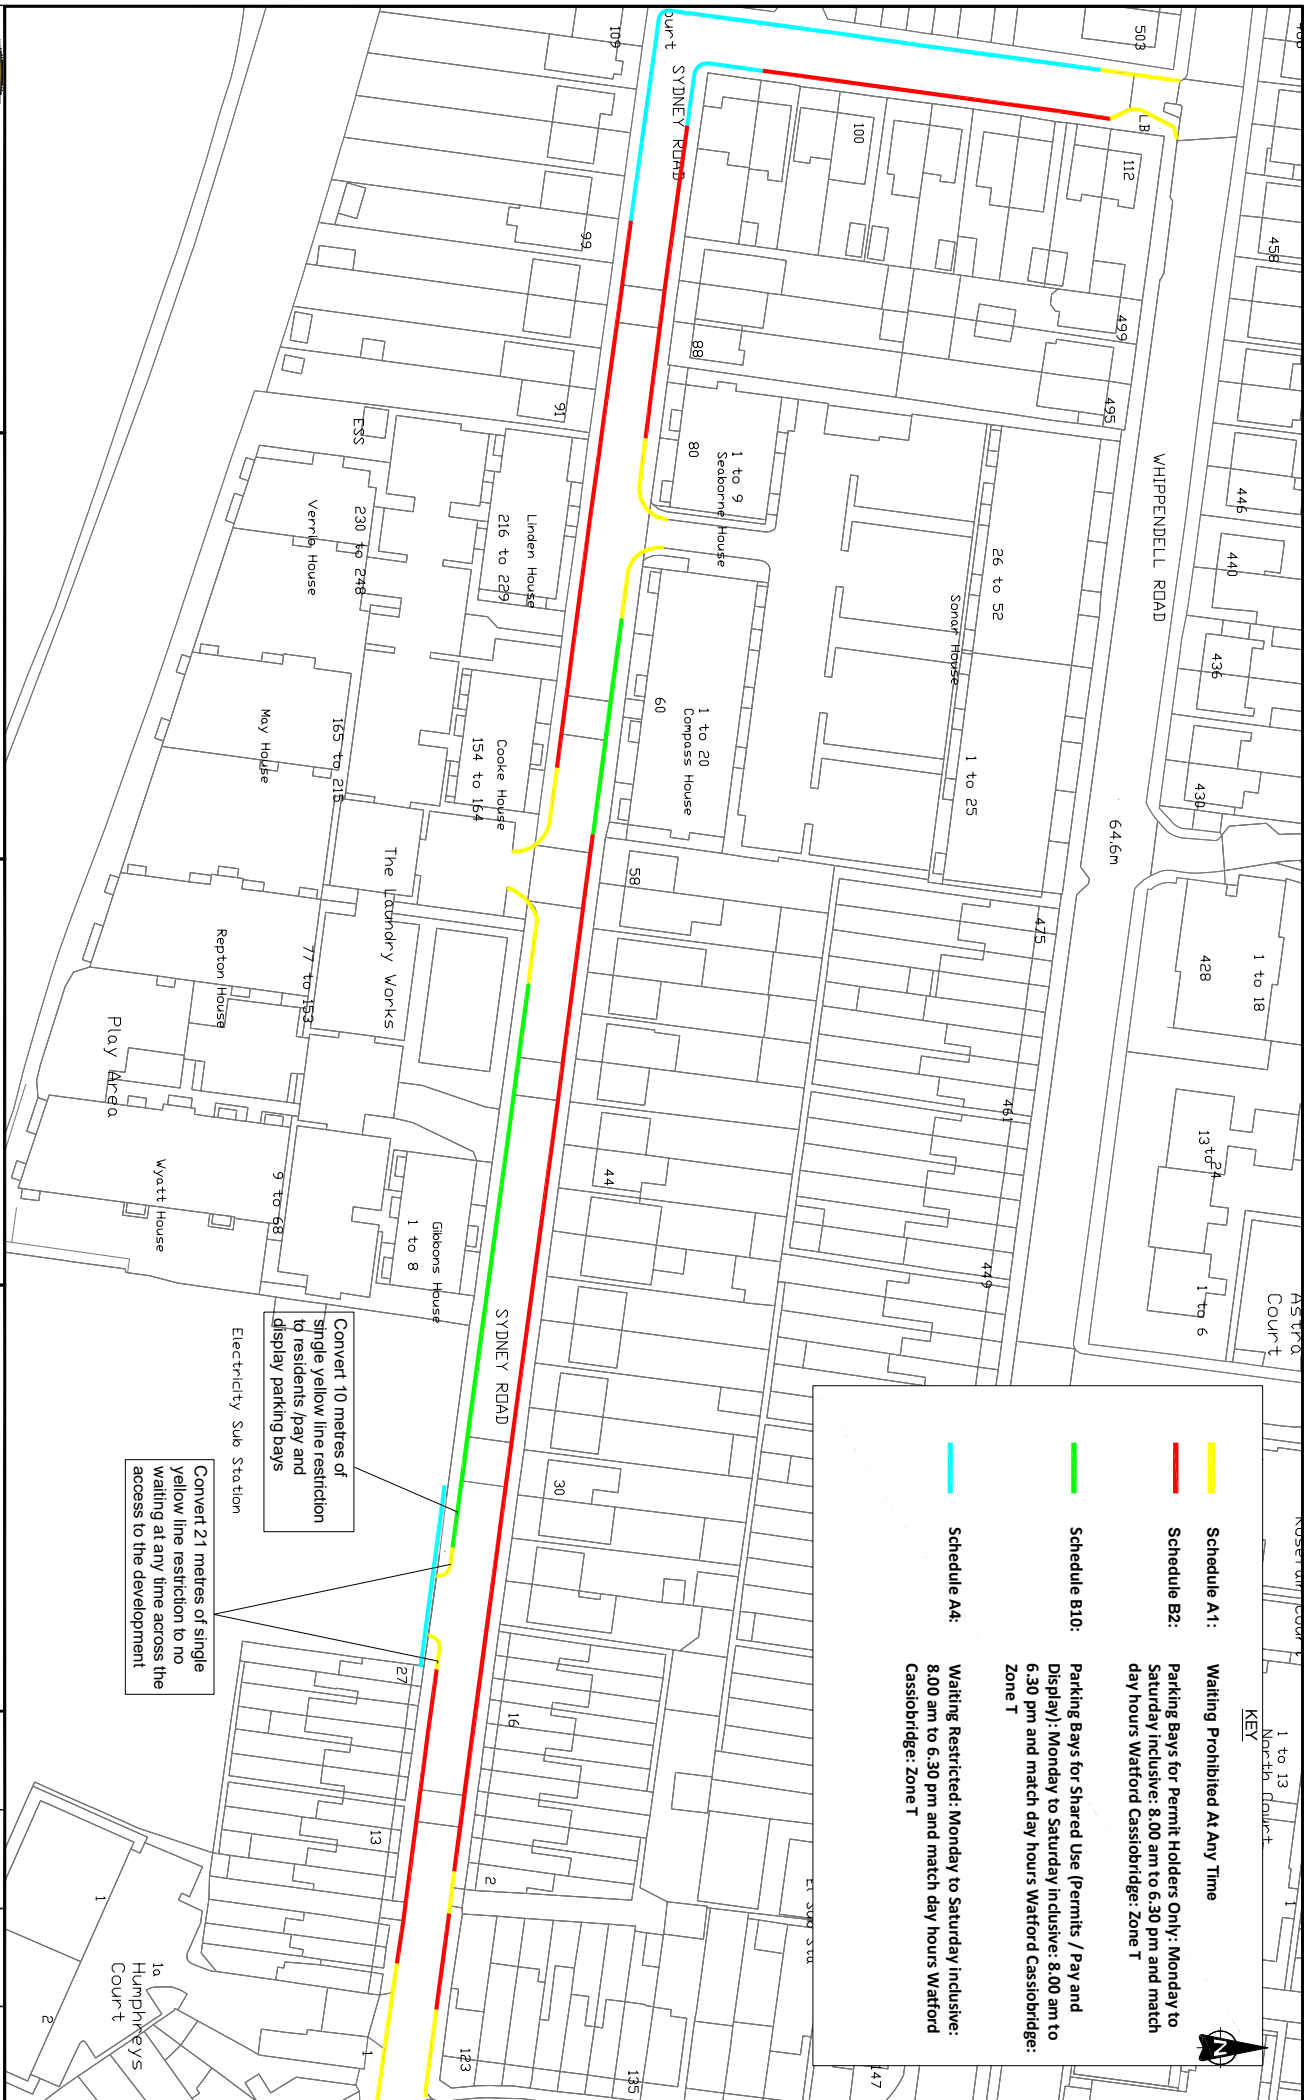 KEY
Schedule A1: Waiting Prohibited At Any Time
Schedule B2: Parking Bays for Permit Holders Only: Monday to
Saturday inclusive: 8.00 am to 6.30 pm and match
day hours Watford Cassiobridge: Zone T
Schedule B10: Parking Bays for Shared Use (Permits / Pay and
Display): Monday to Saturday inclusive: 8.00 am to
6.30 pm and match day hours Watford Cassiobridge:
Zone T
Schedule A4: Waiting Restricted: Monday to Saturday inclusive:
8.00 am to 6.30 pm and match day hours Watford
Cassiobridge: Zone T
N
Convert 10 metres of
single yellow line restriction
to residents /pay and
display parking bays
Convert 21 metres of single
yellow line restriction to no
waiting at any time across the
access to the development
Electricity Sub Station
458
446
440
436
430
428
1 to 18
13 to 24
1 to 6
Astra
Court
1 to 13
North Court
1
503
LB
112
100
499
495
WHIPPENDELL ROAD
64.6m
26 to 52
Sonar House
1 to 25
475
461
449
88
1 to 9
Seaborne House
80
1 to 20
Compass House
60
58
44
30
16
2
123
135
147
SYDNEY ROAD
SYDNEY ROAD
109
99
91
ESS
Linden House
216 to 229
230 to 248
Verria House
Cooke House
154 to 164
165 to 215
May House
The Laundry Works
77 to 153
Repton House
Play Area
Gibbons House
1 to 8
9 to 68
Wyatt House
27
13
1
1
2
1a
Humphreys
Court